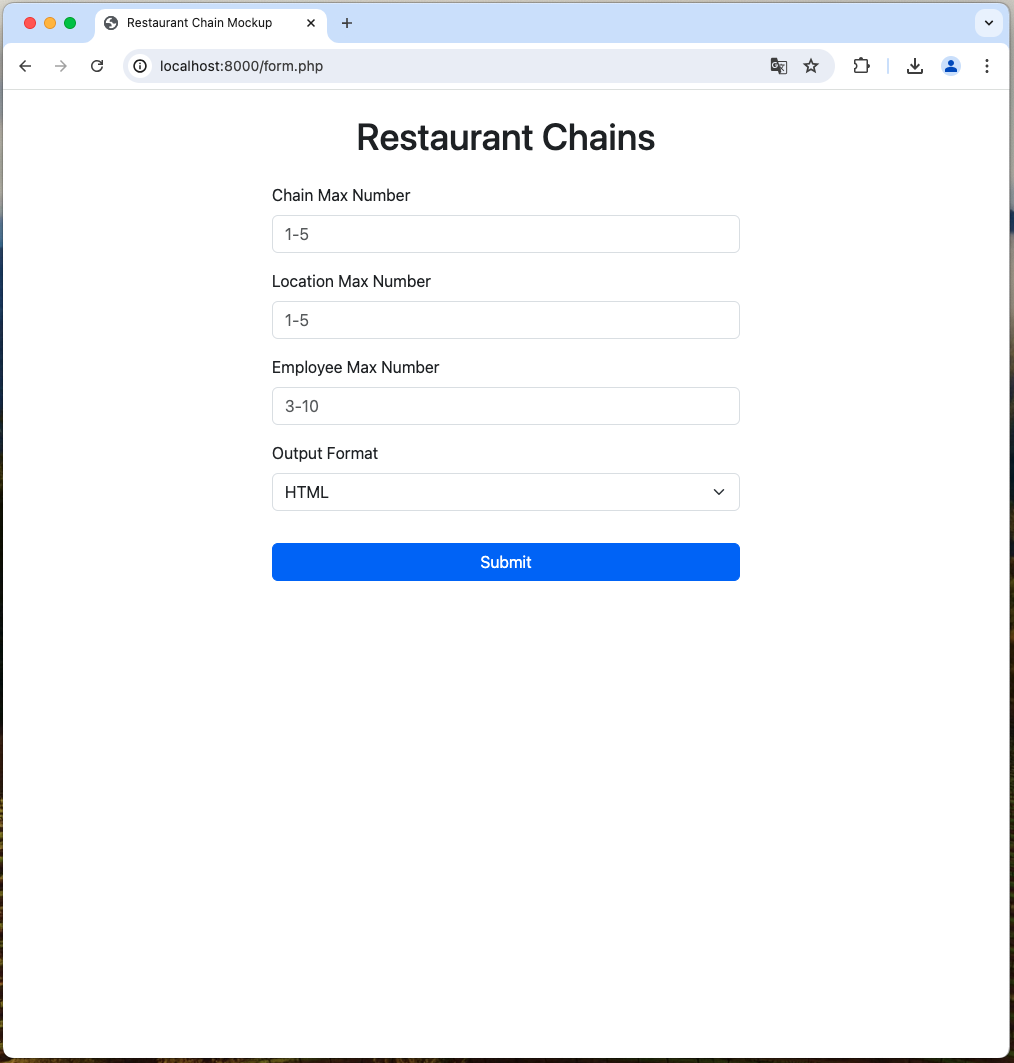 Restaurant Chain Mockup
localhost:8000/form.php
Restaurant Chains
Chain Max Number
1-5
Location Max Number
1-5
Employee Max Number
3-10
Output Format
HTML
Submit